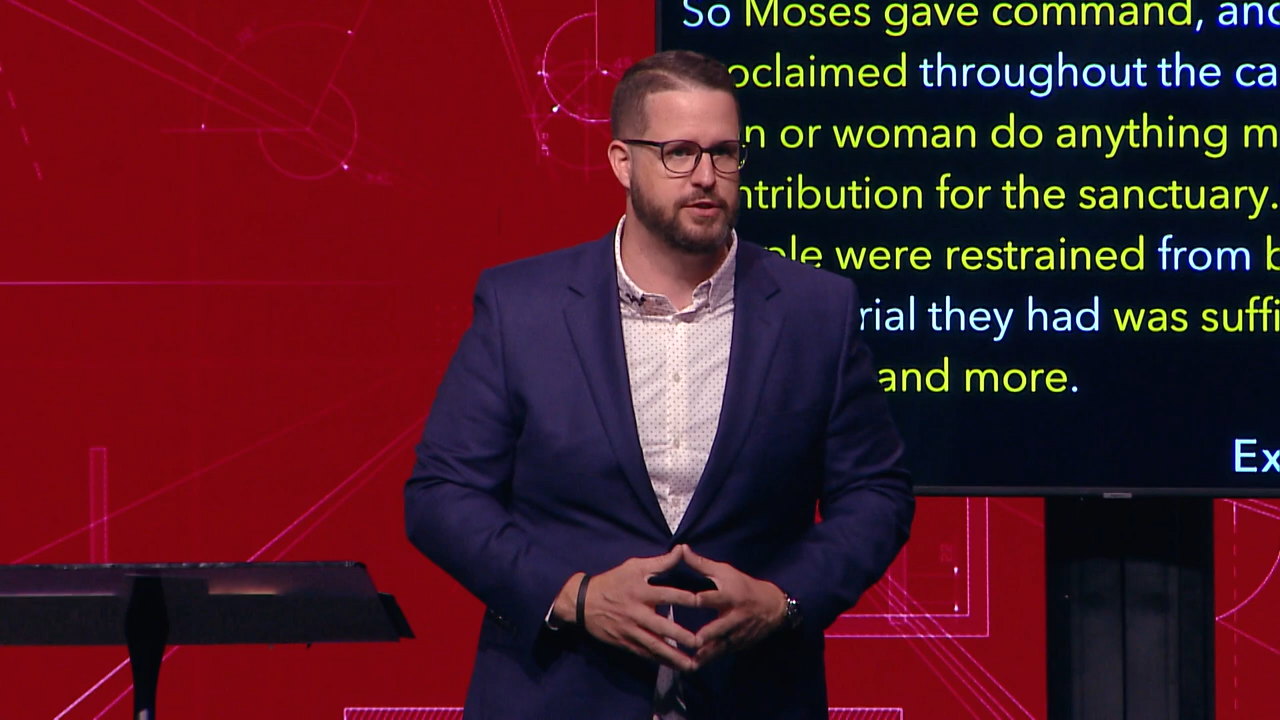 So Moses gave command, and
oclaimed throughout the ca
n or woman do anything m
ntribution for the sanctuary.
ple were restrained from b
rial they had was suffi
and more.
Ex